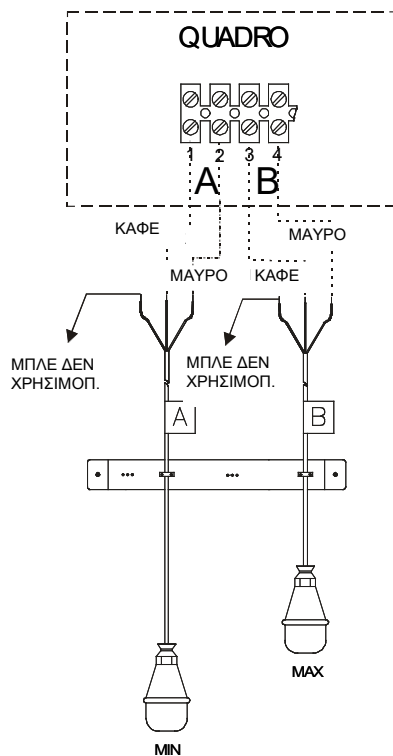 QUADRO
1 2 3 4
A B
ΚΑΦΕ
ΜΑΥΡΟ
ΜΑΥΡΟ ΚΑΦΕ
ΜΠΛΕ ΔΕΝ
ΧΡΗΣΙΜΟΠ.
ΜΠΛΕ ΔΕΝ
ΧΡΗΣΙΜΟΠ.
A B
MAX
MIN